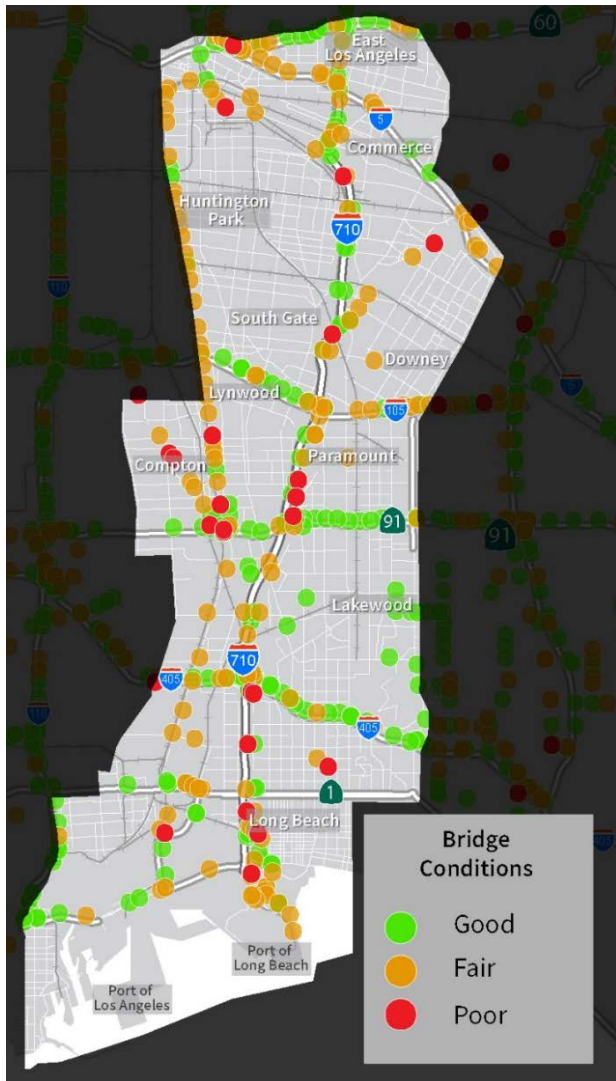 60
East
Los Angeles
5
Commerce
Huntington
Park
710
110
South Gate
Downey
5
Lynwood
105
Compton
Paramount
91
91
Lakewood
710
405
405
110
1
Long Beach
405
Bridge
Conditions
Good
Fair
Poor
Port of
Long Beach
Port of
Los Angeles